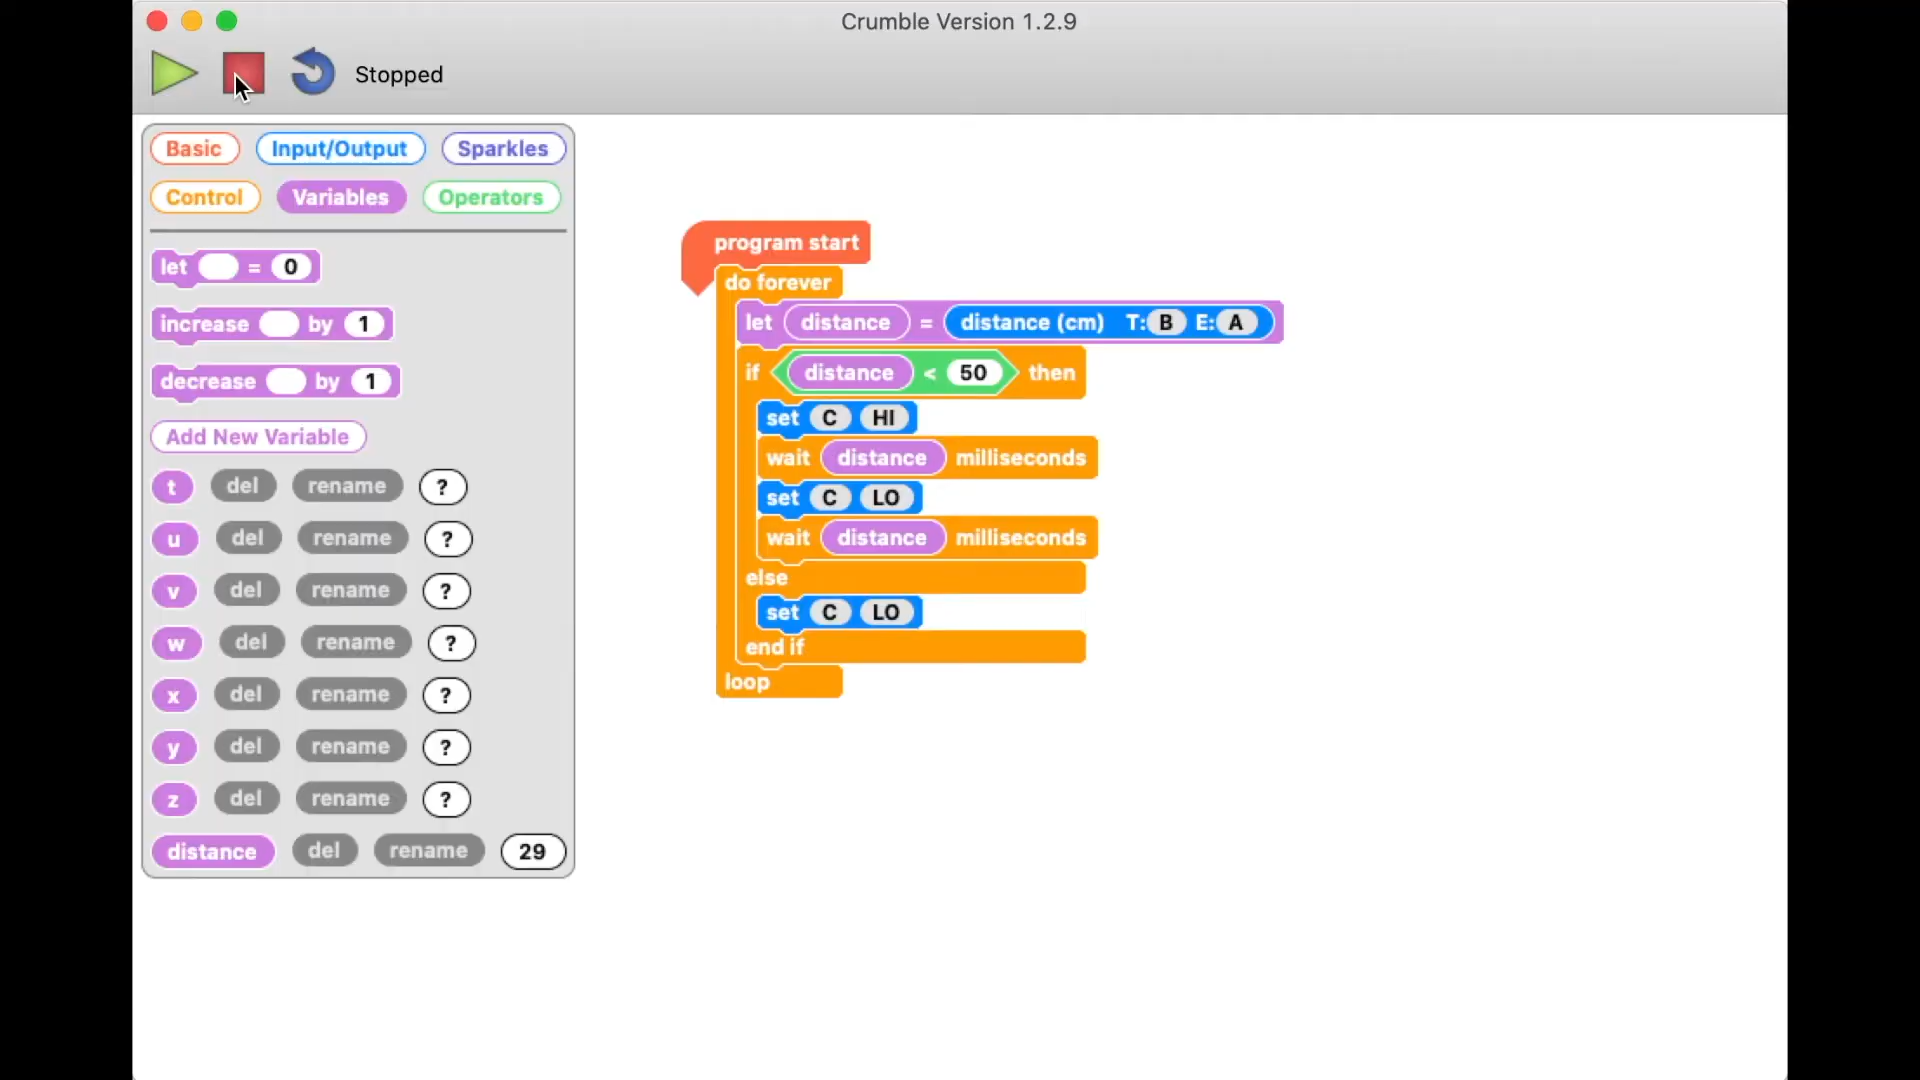 Crumble Version 1.2.9
Stopped
Basic Input/Output Sparkles
Control Variables Operators
let = 0
increase by 1
decrease by 1
Add New Variable
t del rename ?
u del rename ?
v del rename ?
w del rename ?
x del rename ?
y del rename ?
z del rename ?
distance del rename 29
program start
do forever
let distance = distance (cm) T: B E: A
if distance < 50 then
set C HI
wait distance milliseconds
set C LO
wait distance milliseconds
else
set C LO
end if
loop